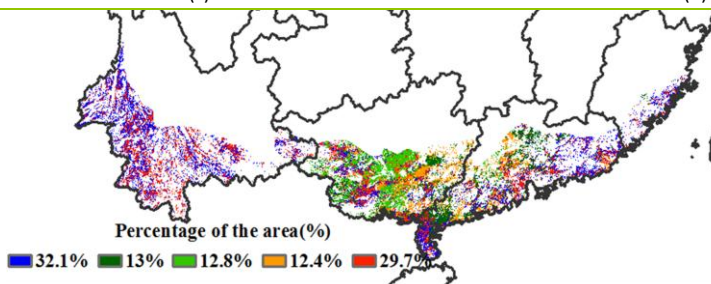 Percentage of the area(%)
32.1% 13% 12.8% 12.4% 29.7%